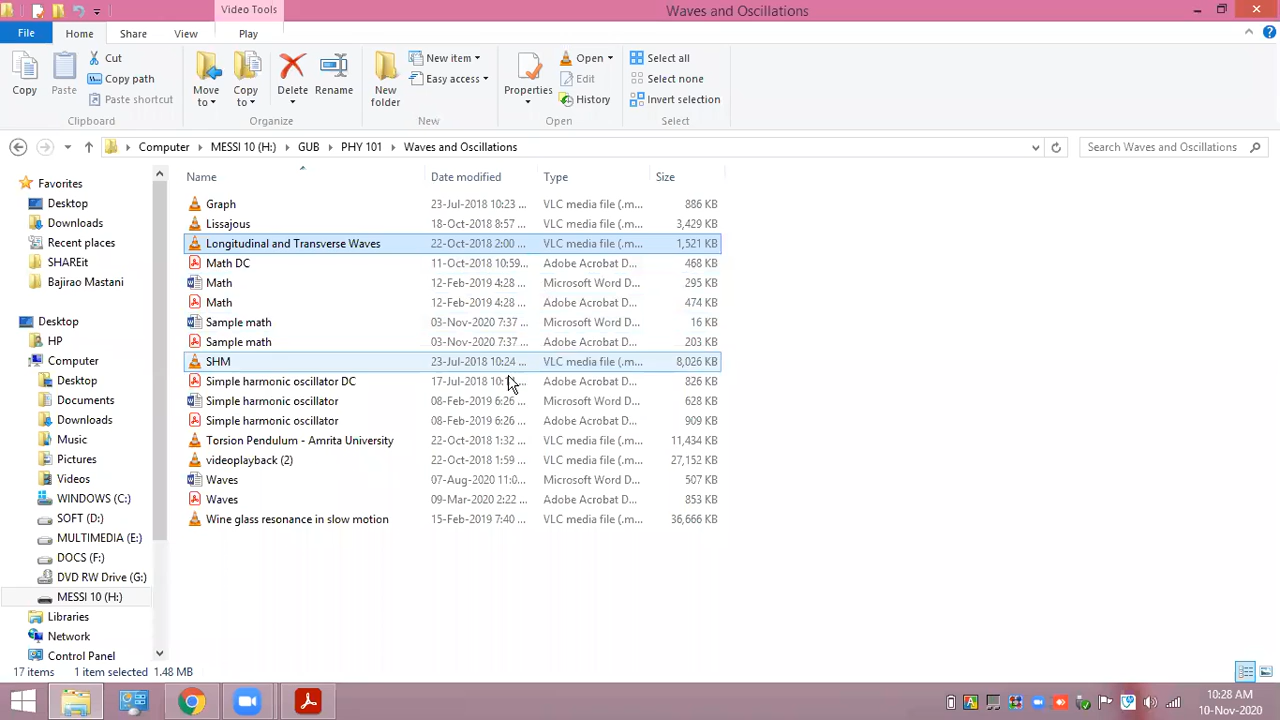 Video Tools
Waves and Oscillations
File Home Share View Play
Copy
Paste
Cut
Copy path
Paste shortcut
Clipboard
Move to
Copy to
Delete
Rename
Organize
New folder
New item
Easy access
New
Properties
Open
Edit
History
Open
Select all
Select none
Invert selection
Select
Computer MESSI 10 (H:) GUB PHY 101 Waves and Oscillations
Search Waves and Oscillations
Favorites
Desktop
Downloads
Recent places
SHAREit
Bajirao Mastani
Desktop
HP
Computer
Desktop
Documents
Downloads
Music
Pictures
Videos
WINDOWS (C:)
SOFT (D:)
MULTIMEDIA (E:)
DOCS (F:)
DVD RW Drive (G:)
MESSI 10 (H:)
Libraries
Network
Control Panel
Name Date modified Type Size
Graph 23-Jul-2018 10:23 ... VLC media file (.m... 886 KB
Lissajous 18-Oct-2018 8:57 ... VLC media file (.m... 3,429 KB
Longitudinal and Transverse Waves 22-Oct-2018 2:00 ... VLC media file (.m... 1,521 KB
Math DC 11-Oct-2018 10:59... Adobe Acrobat D... 468 KB
Math 12-Feb-2019 4:28 ... Microsoft Word D... 295 KB
Math 12-Feb-2019 4:28 ... Adobe Acrobat D... 474 KB
Sample math 03-Nov-2020 7:37 ... Microsoft Word D... 16 KB
Sample math 03-Nov-2020 7:37 ... Adobe Acrobat D... 203 KB
SHM 23-Jul-2018 10:24 ... VLC media file (.m... 8,026 KB
Simple harmonic oscillator DC 17-Jul-2018 Adobe Acrobat D... 826 KB
Simple harmonic oscillator 08-Feb-2019 6:26 ... Microsoft Word D... 628 KB
Simple harmonic oscillator 08-Feb-2019 6:26 ... Adobe Acrobat D... 909 KB
Torsion Pendulum - Amrita University 22-Oct-2018 1:32 ... VLC media file (.m... 11,434 KB
videoplayback (2) 22-Oct-2018 1:59 ... VLC media file (.m... 27,152 KB
Waves 07-Aug-2020 11:0... Microsoft Word D... 507 KB
Waves 09-Mar-2020 2:22 ... Adobe Acrobat D... 853 KB
Wine glass resonance in slow motion 15-Feb-2019 7:40 ... VLC media file (.m... 36,666 KB
17 items 1 item selected 1.48 MB
10:28 AM
10-Nov-2020